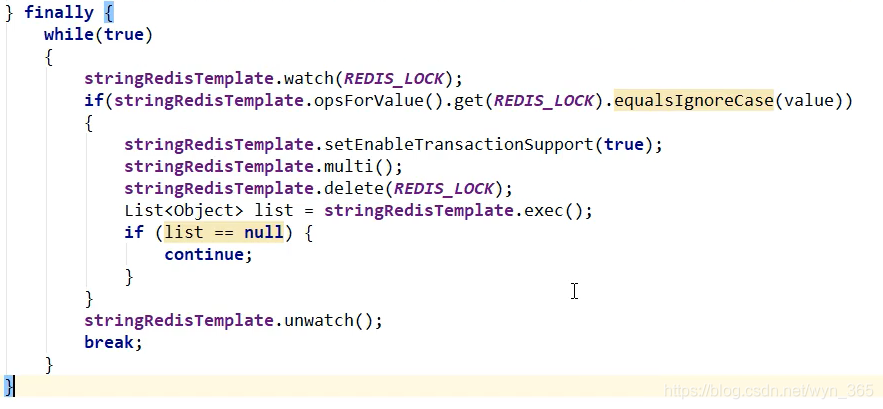 } finally {
    while(true)
    {
        stringRedisTemplate.watch(REDIS_LOCK);
        if(stringRedisTemplate.opsForValue().get(REDIS_LOCK).equalsIgnoreCase(value))
        {
            stringRedisTemplate.setEnableTransactionSupport(true);
            stringRedisTemplate.multi();
            stringRedisTemplate.delete(REDIS_LOCK);
            List<Object> list = stringRedisTemplate.exec();
            if (list == null) {
                continue;
            }
        }
        stringRedisTemplate.unwatch();
        break;
    }
}
https://blog.csdn.net/wyn_365